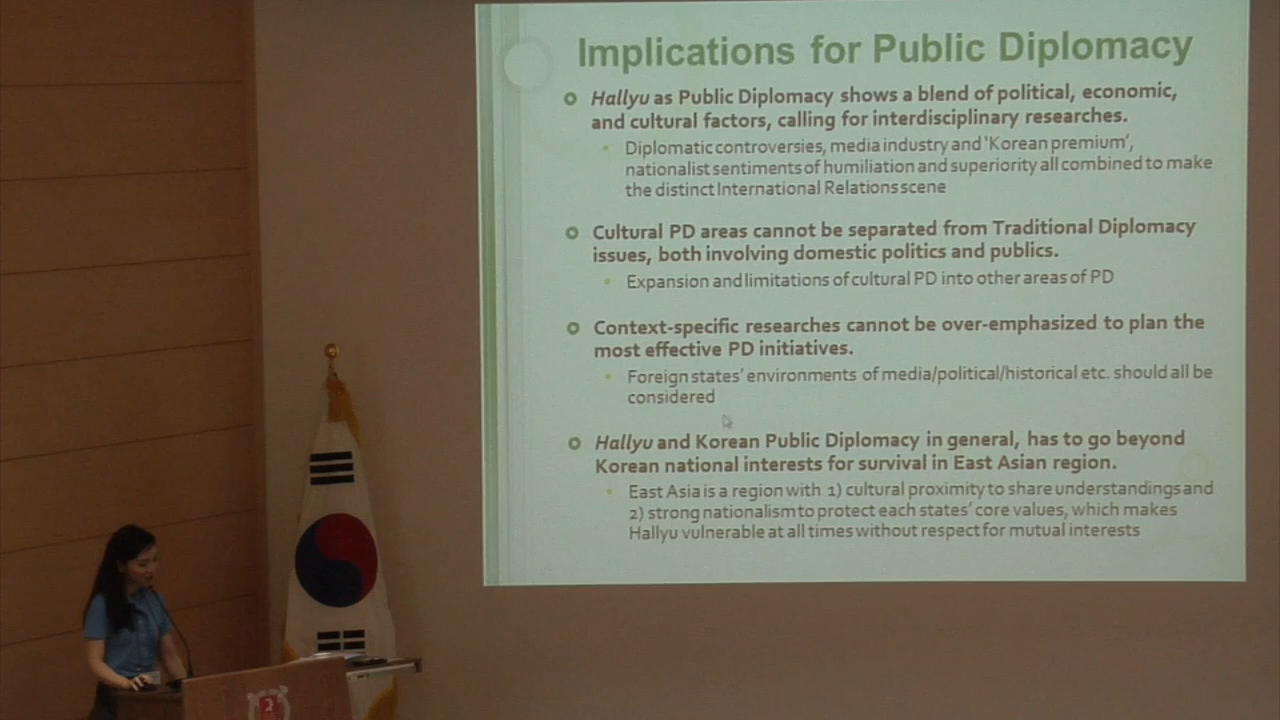 Implications for Public Diplomacy
Hallyu as Public Diplomacy shows a blend of political, economic,
and cultural factors, calling for interdisciplinary researches.
Diplomatic controversies, media industry and 'Korean premium',
nationalist sentiments of humiliation and superiority all combined to make
the distinct International Relations scene
Cultural PD areas cannot be separated from Traditional Diplomacy
issues, both involving domestic politics and publics.
Expansion and limitations of cultural PD into other areas of PD
Context-specific researches cannot be over-emphasized to plan the
most effective PD initiatives.
Foreign states' environments of media/political/historical etc. should all be
considered
Hallyu and Korean Public Diplomacy in general, has to go beyond
Korean national interests for survival in East Asian region.
East Asia is a region with 1) cultural proximity to share understandings and
2) strong nationalism to protect each states' core values, which makes
Hallyu vulnerable at all times without respect for mutual interests